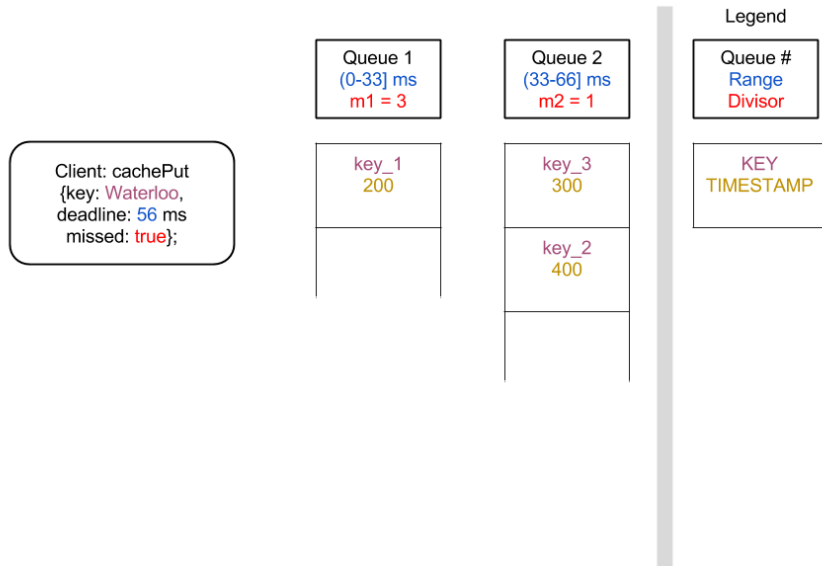 Legend
Queue 1
(0-33] ms
m1 = 3
Queue 2
(33-66] ms
m2 = 1
Queue #
Range
Divisor
Client: cachePut
{key: Waterloo,
deadline: 56 ms
missed: true};
key_1
200
key_3
300
KEY
TIMESTAMP
key_2
400